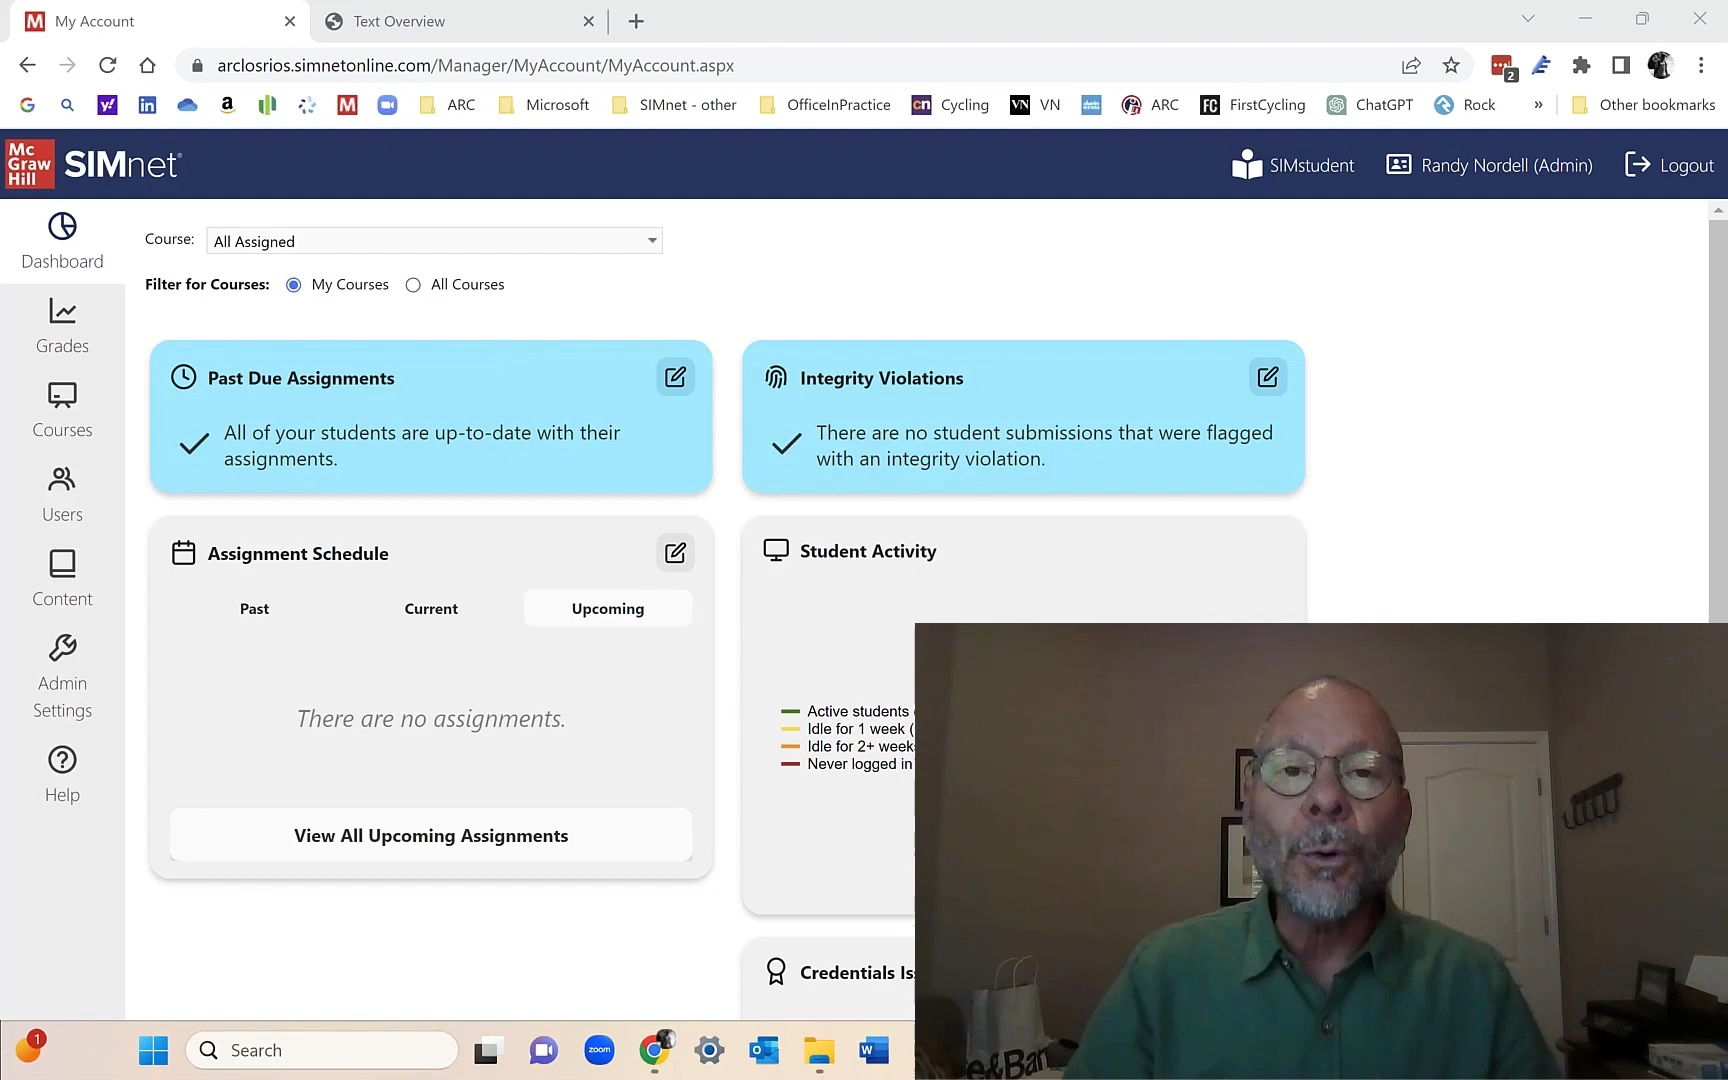 My Account
Text Overview
arclosrios.simnetonline.com/Manager/MyAccount/MyAccount.aspx
2
ARC
Microsoft
SIMnet - other
OfficeInPractice
Cycling
VN
ARC
FirstCycling
ChatGPT
Rock
»
Other bookmarks
Mc Graw Hill
SIMnet
SIMstudent
Randy Nordell (Admin)
Logout
Dashboard
Grades
Courses
Users
Content
Admin
Settings
Help
Course:
All Assigned
Filter for Courses:
My Courses
All Courses
Past Due Assignments
All of your students are up-to-date with their
assignments.
Integrity Violations
There are no student submissions that were flagged
with an integrity violation.
Assignment Schedule
Past
Current
Upcoming
There are no assignments.
View All Upcoming Assignments
Student Activity
Active students
Idle for 1 week (
Idle for 2+ week
Never logged in
Credentials Is
1
Search
zoom